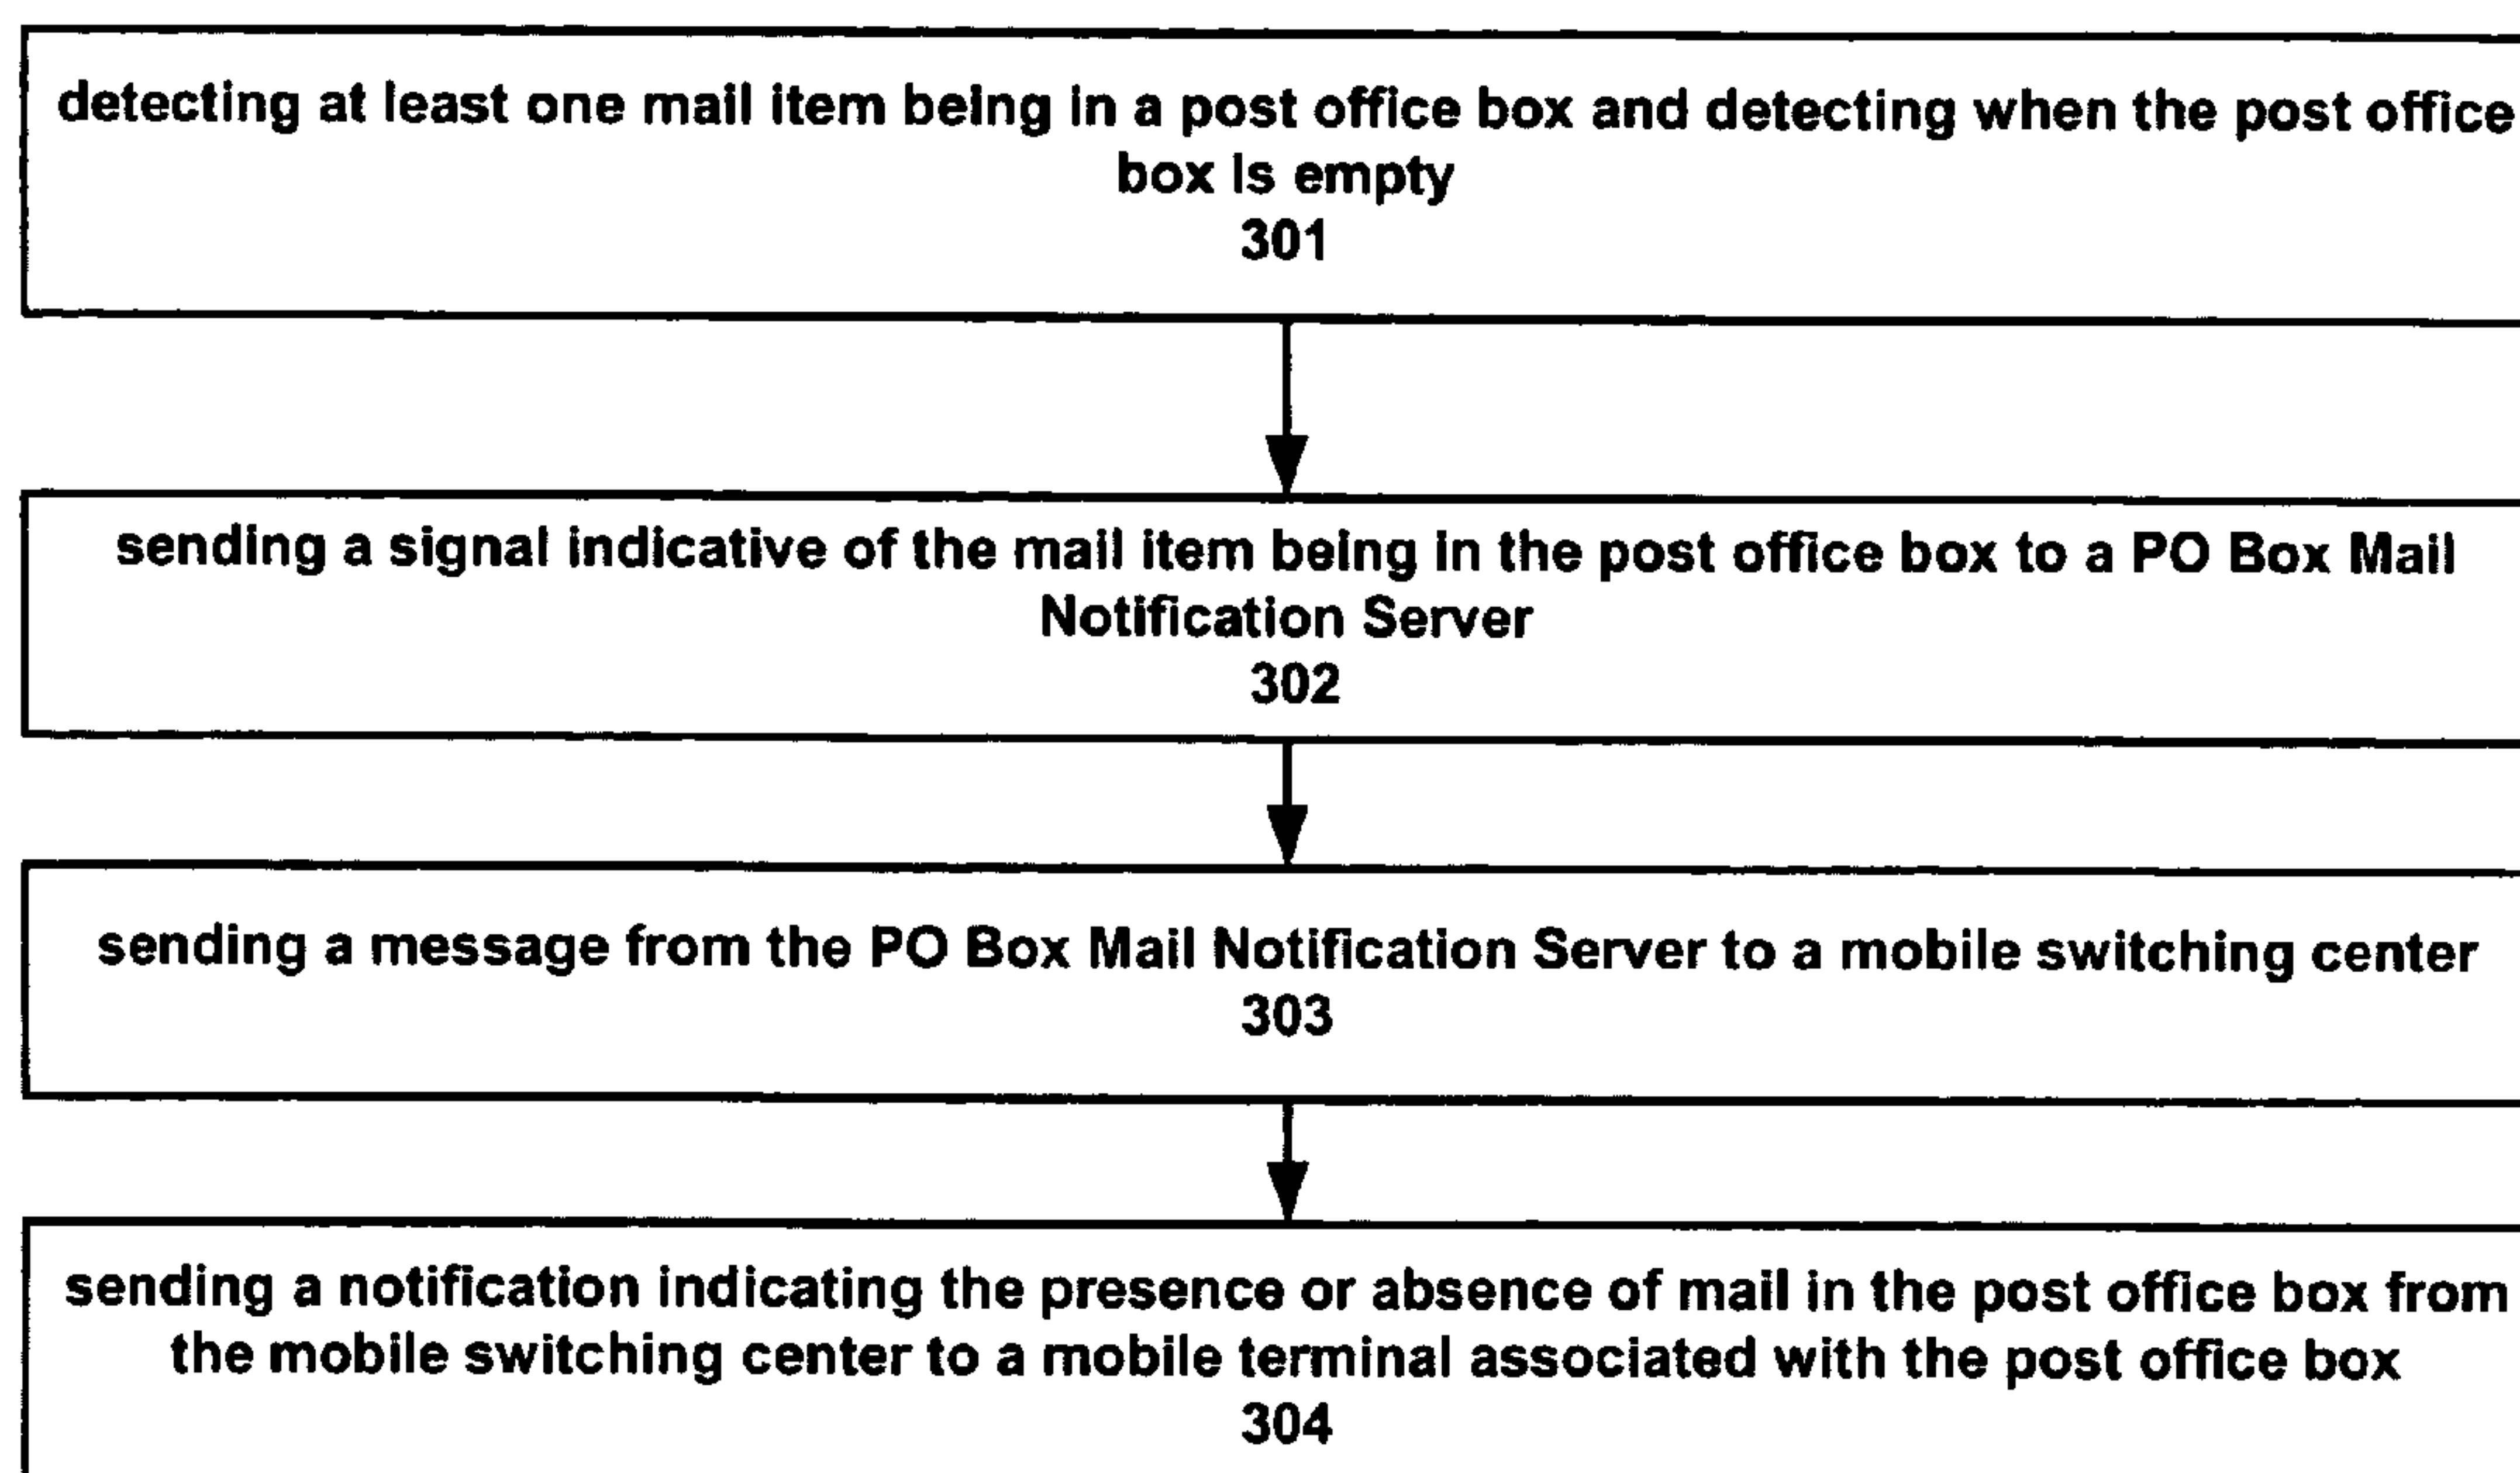 detecting at least one mail item being in a post office box and detecting when the post office
box is empty
301
sending a signal indicative of the mail item being in the post office box to a PO Box Mail
Notification Server
302
sending a message from the PO Box Mail Notification Server to a mobile switching center
303
sending a notification indicating the presence or absence of mail in the post office box from
the mobile switching center to a mobile terminal associated with the post office box
304